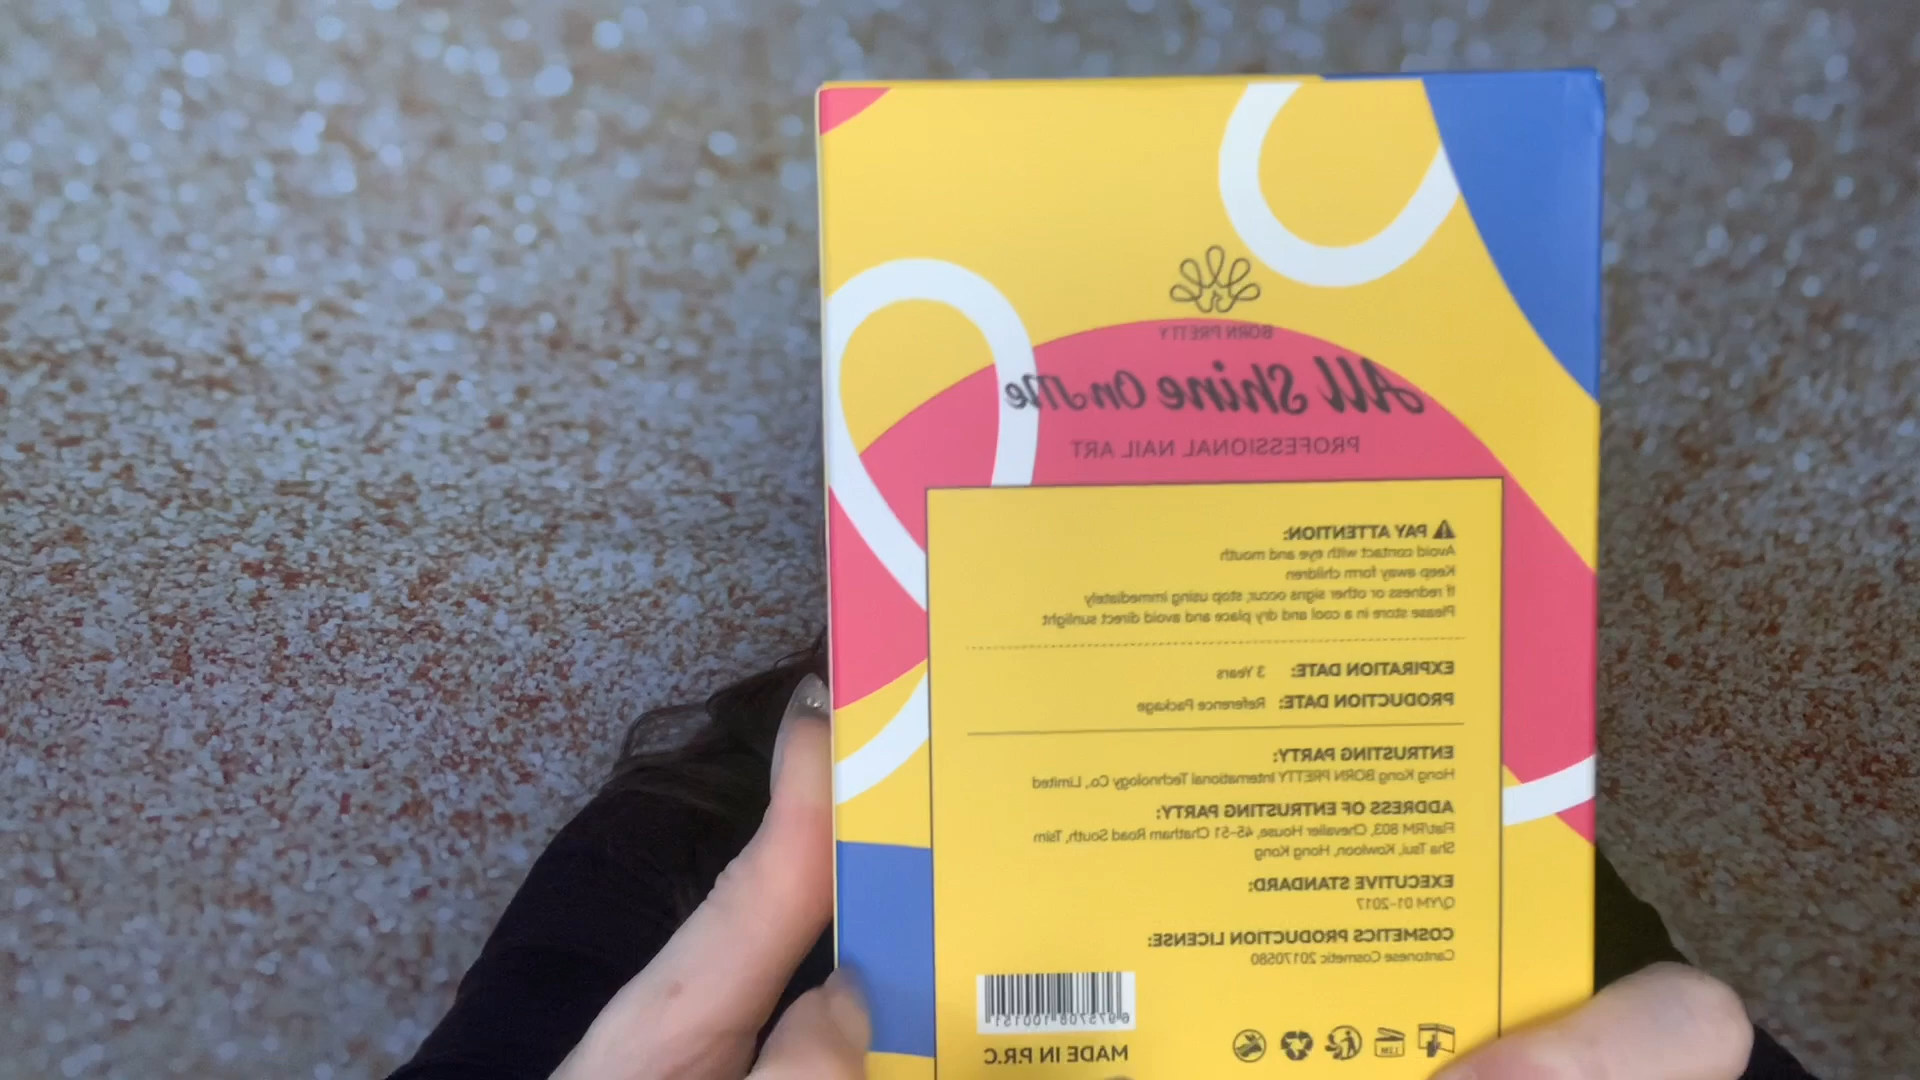 BORN PRETTY
All Shine On Me
PROFESSIONAL NAIL ART
PAY ATTENTION:
Avoid contact with eye and mouth
Keep away form children
If redness or other signs occur, stop using immediately
Please store in a cool and dry place and avoid direct sunlight
EXPIRATION DATE: 3 Years
PRODUCTION DATE: Reference Package
ENTRUSTING PARTY:
Hong Kong BORN PRETTY International Technology Co., Limited
ADDRESS OF ENTRUSTING PARTY:
Flat/RM 803, Chevalier House, 45-51 Chatham Road South, Tsim
Sha Tsui, Kowloon, Hong Kong
EXECUTIVE STANDARD:
Q/YM 01-2017
COSMETICS PRODUCTION LICENSE:
Cantonese Cosmetic 20170580
6 975708 100151
12M
MADE IN P.R.C